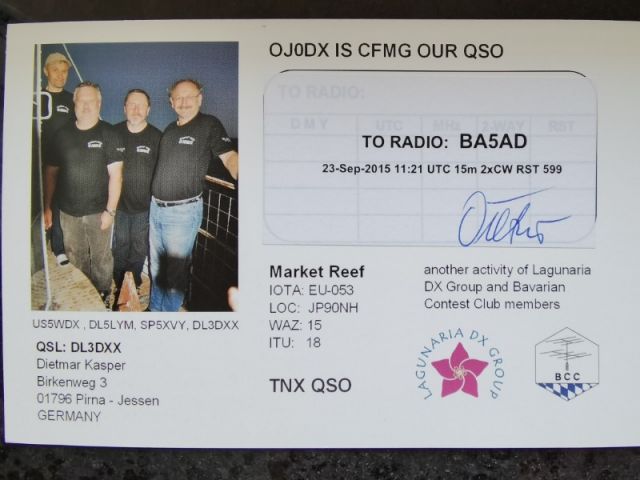 OJ0DX IS CFMG OUR QSO
TO RADIO:
D M Y UTC MHz 2 WAY RST
TO RADIO: BA5AD
23-Sep-2015 11:21 UTC 15m 2xCW RST 599
Market Reef
IOTA: EU-053
LOC: JP90NH
WAZ: 15
ITU: 18
TNX QSO
another activity of Lagunaria
DX Group and Bavarian
Contest Club members
LAGUNARIA DX GROUP
BCC
US5WDX , DL5LYM, SP5XVY, DL3DXX
QSL: DL3DXX
Dietmar Kasper
Birkenweg 3
01796 Pirna - Jessen
GERMANY